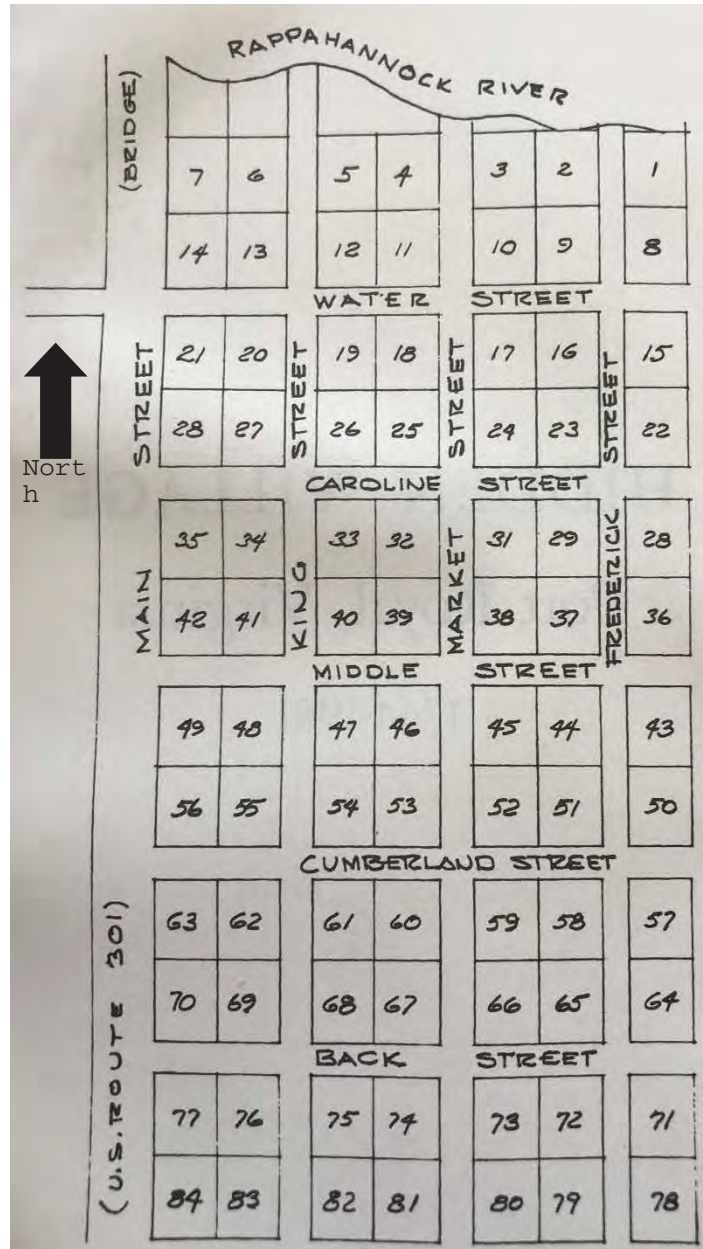 RAPPAHANNOCK RIVER
(BRIDGE)
7 6 5 4 3 2 1
14 13 12 11 10 9 8
WATER STREET
STREET STREET STREET STREET
21 20 19 18 17 16 15
28 27 26 25 24 23 22
Nort
h
CAROLINE STREET
MAIN KING MARKET FREDERICK
35 34 33 32 31 29 28
42 41 40 39 38 37 36
MIDDLE STREET
49 48 47 46 45 44 43
56 55 54 53 52 51 50
CUMBERLAND STREET
(U.S. ROUTE 301)
63 62 61 60 59 58 57
70 69 68 67 66 65 64
BACK STREET
77 76 75 74 73 72 71
84 83 82 81 80 79 78